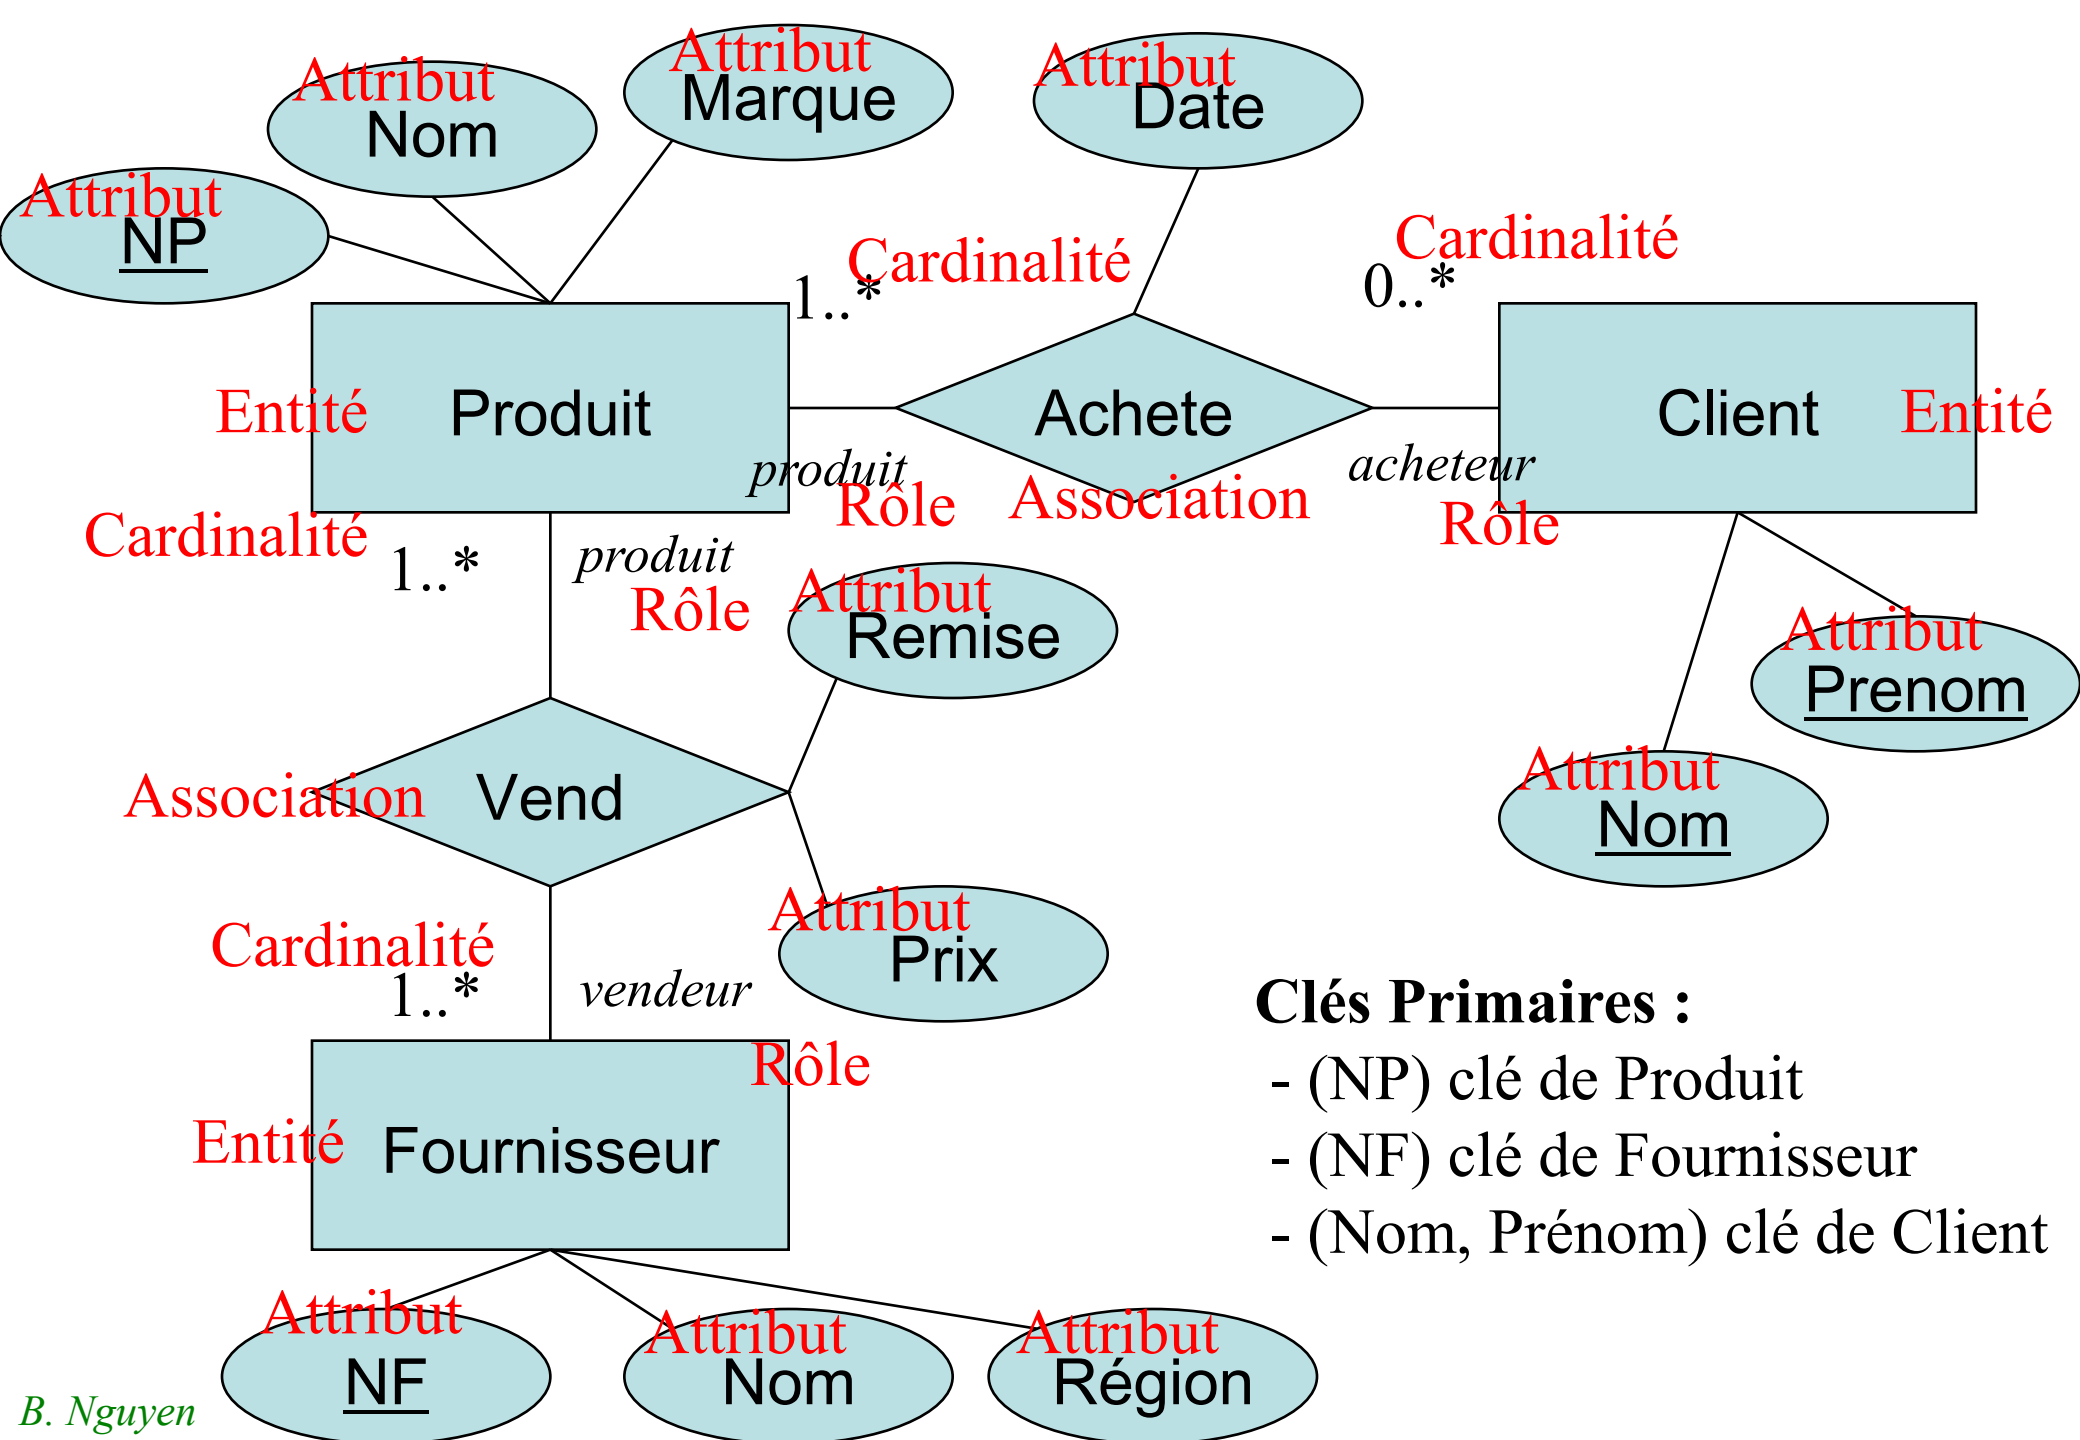 Attribut
Nom
Attribut
Marque
Attribut
Date
Attribut
NP
Cardinalité
1..*
Cardinalité
0..*
Entité
Produit
Achete
Client
Entité
produit
Rôle
Association
acheteur
Rôle
Cardinalité
1..*
produit
Rôle
Attribut
Remise
Attribut
Prenom
Association
Vend
Attribut
Nom
Attribut
Prix
Cardinalité
1..*
vendeur
Rôle
Entité
Fournisseur
Clés Primaires :
- (NP) clé de Produit
- (NF) clé de Fournisseur
- (Nom, Prénom) clé de Client
Attribut
NF
Attribut
Nom
Attribut
Région
B. Nguyen